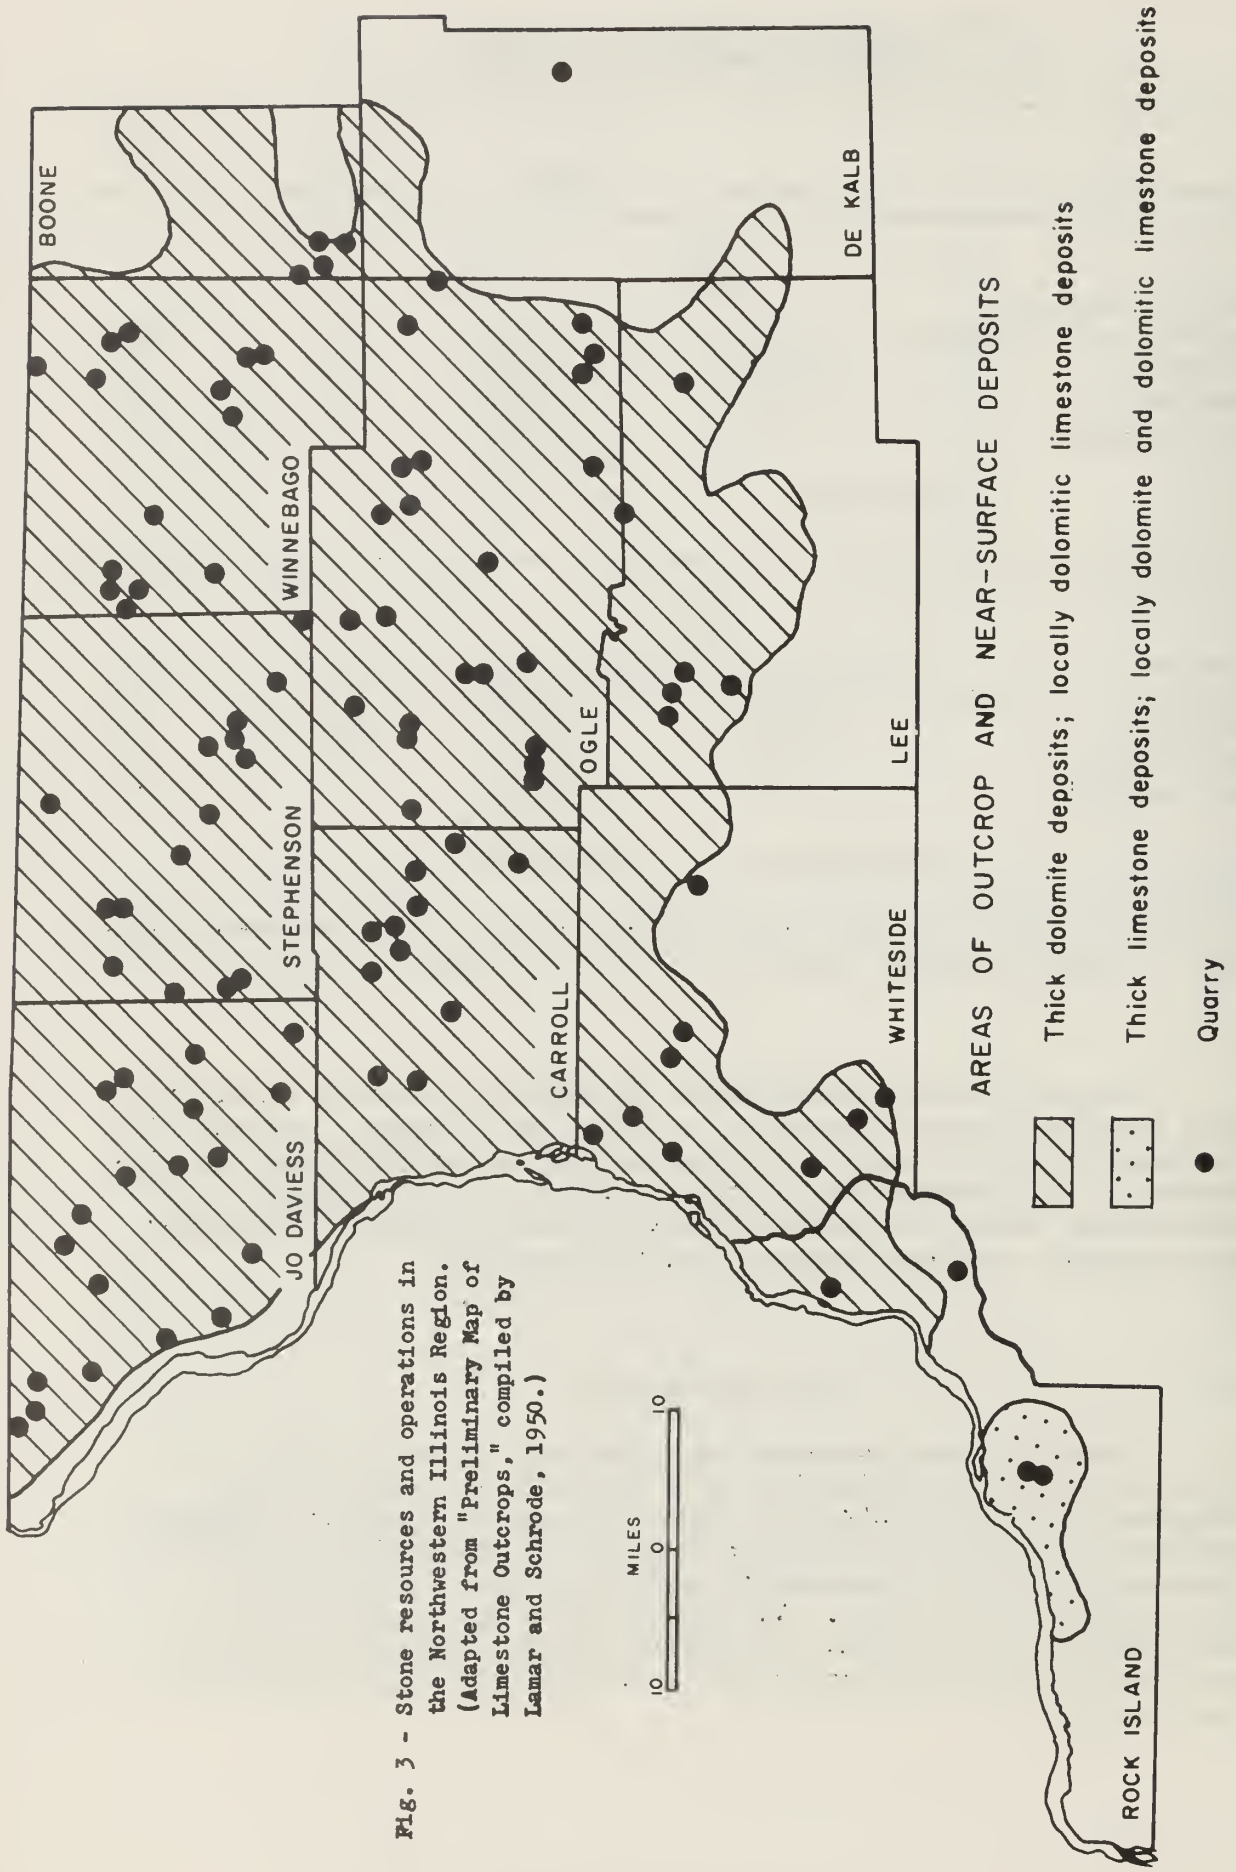 BOONE
WINNEBAGO
STEPHENSON
JO DAVIESS
DE KALB
OGLE
CARROLL
LEE
WHITESIDE
ROCK ISLAND
Fig. 3 - Stone resources and operations in
the Northwestern Illinois Region.
(Adapted from "Preliminary Map of
Limestone Outcrops," compiled by
Lamar and Schrode, 1950.)
MILES
10 0 10
AREAS OF OUTCROP AND NEAR-SURFACE DEPOSITS
Thick dolomite deposits; locally dolomitic limestone deposits
Thick limestone deposits; locally dolomite and dolomitic limestone deposits
Quarry